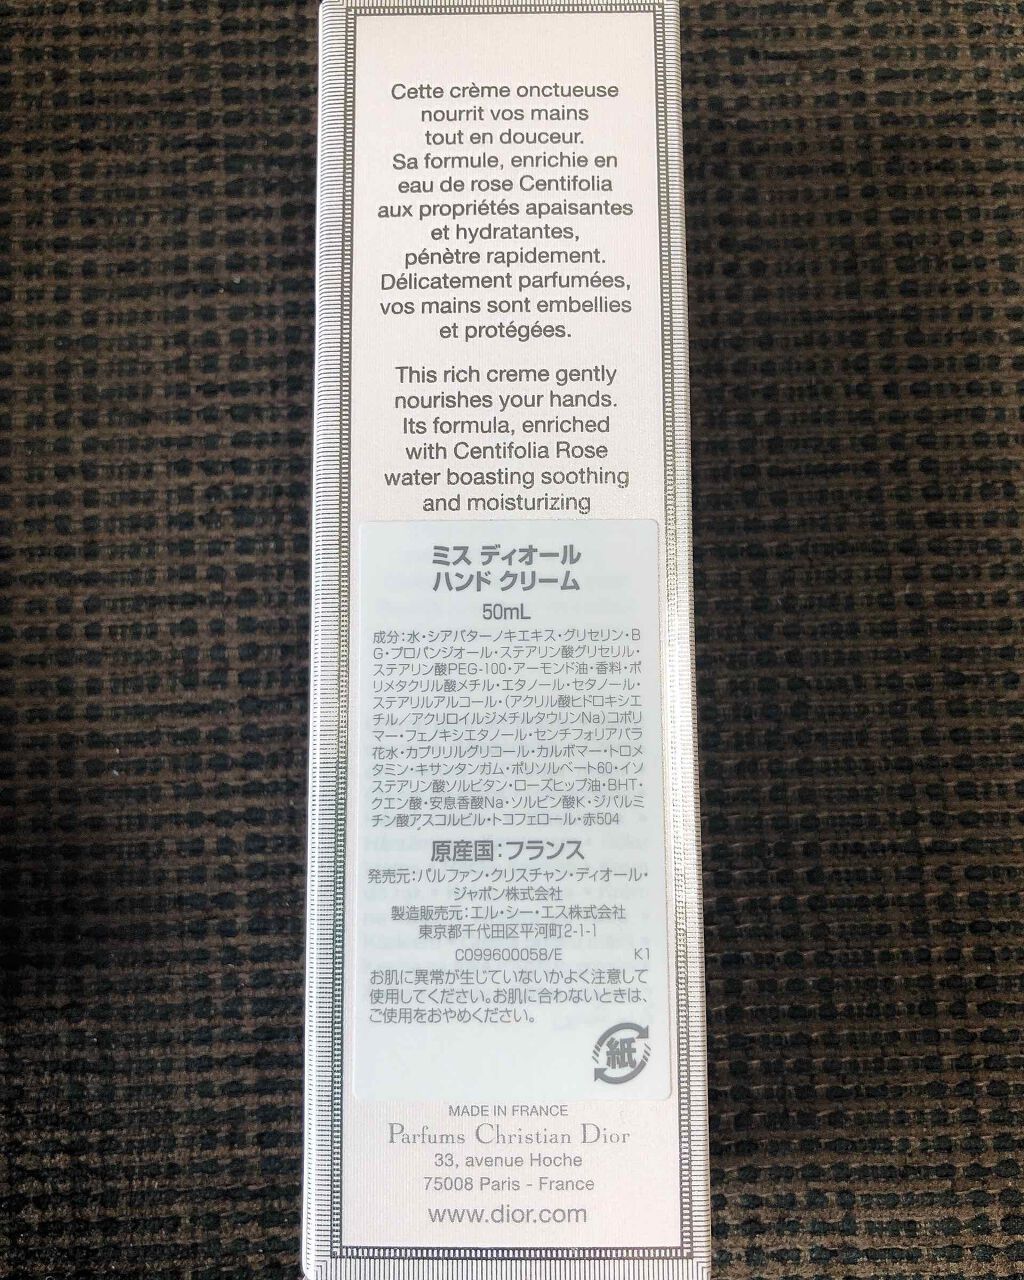 Cette crème onctueuse
nourrit vos mains
tout en douceur.
Sa formule, enrichie en
eau de rose Centifolia
aux propriétés apaisantes
et hydratantes,
pénètre rapidement.
Délicatement parfumées,
vos mains sont embellies
et protégées.
This rich creme gently
nourishes your hands.
Its formula, enriched
with Centifolia Rose
water boasting soothing
and moisturizing
ミス ディオール
ハンド クリーム
50mL
成分：水・シアバターノキエキス・グリセリン・B
G・プロパンジオール・ステアリン酸グリセリル・
ステアリン酸PEG-100・アーモンド油・香料・ポ
リメタクリル酸メチル・エタノール・セタノール・
ステアリルアルコール・(アクリル酸ヒドロキシエ
チル／アクリロイルジメチルタウリンNa)コポリ
マー・フェノキシエタノール・センチフォリアバラ
花水・カプリリルグリコール・カルボマー・トロメ
タミン・キサンタンガム・ポリソルベート60・イソ
ステアリン酸ソルビタン・ローズヒップ油・BHT・
クエン酸・安息香酸Na・ソルビン酸K・ジパルミ
チン酸アスコルビル・トコフェロール・赤504
原産国：フランス
発売元：パルファン・クリスチャン・ディオール・
ジャポン株式会社
製造販売元：エル・シー・エス株式会社
東京都千代田区平河町2-1-1
C099600058/E K1
お肌に異常が生じていないかよく注意して
使用してください。お肌に合わないときは、
ご使用をおやめください。
紙
MADE IN FRANCE
Parfums Christian Dior
33, avenue Hoche
75008 Paris - France
www.dior.com